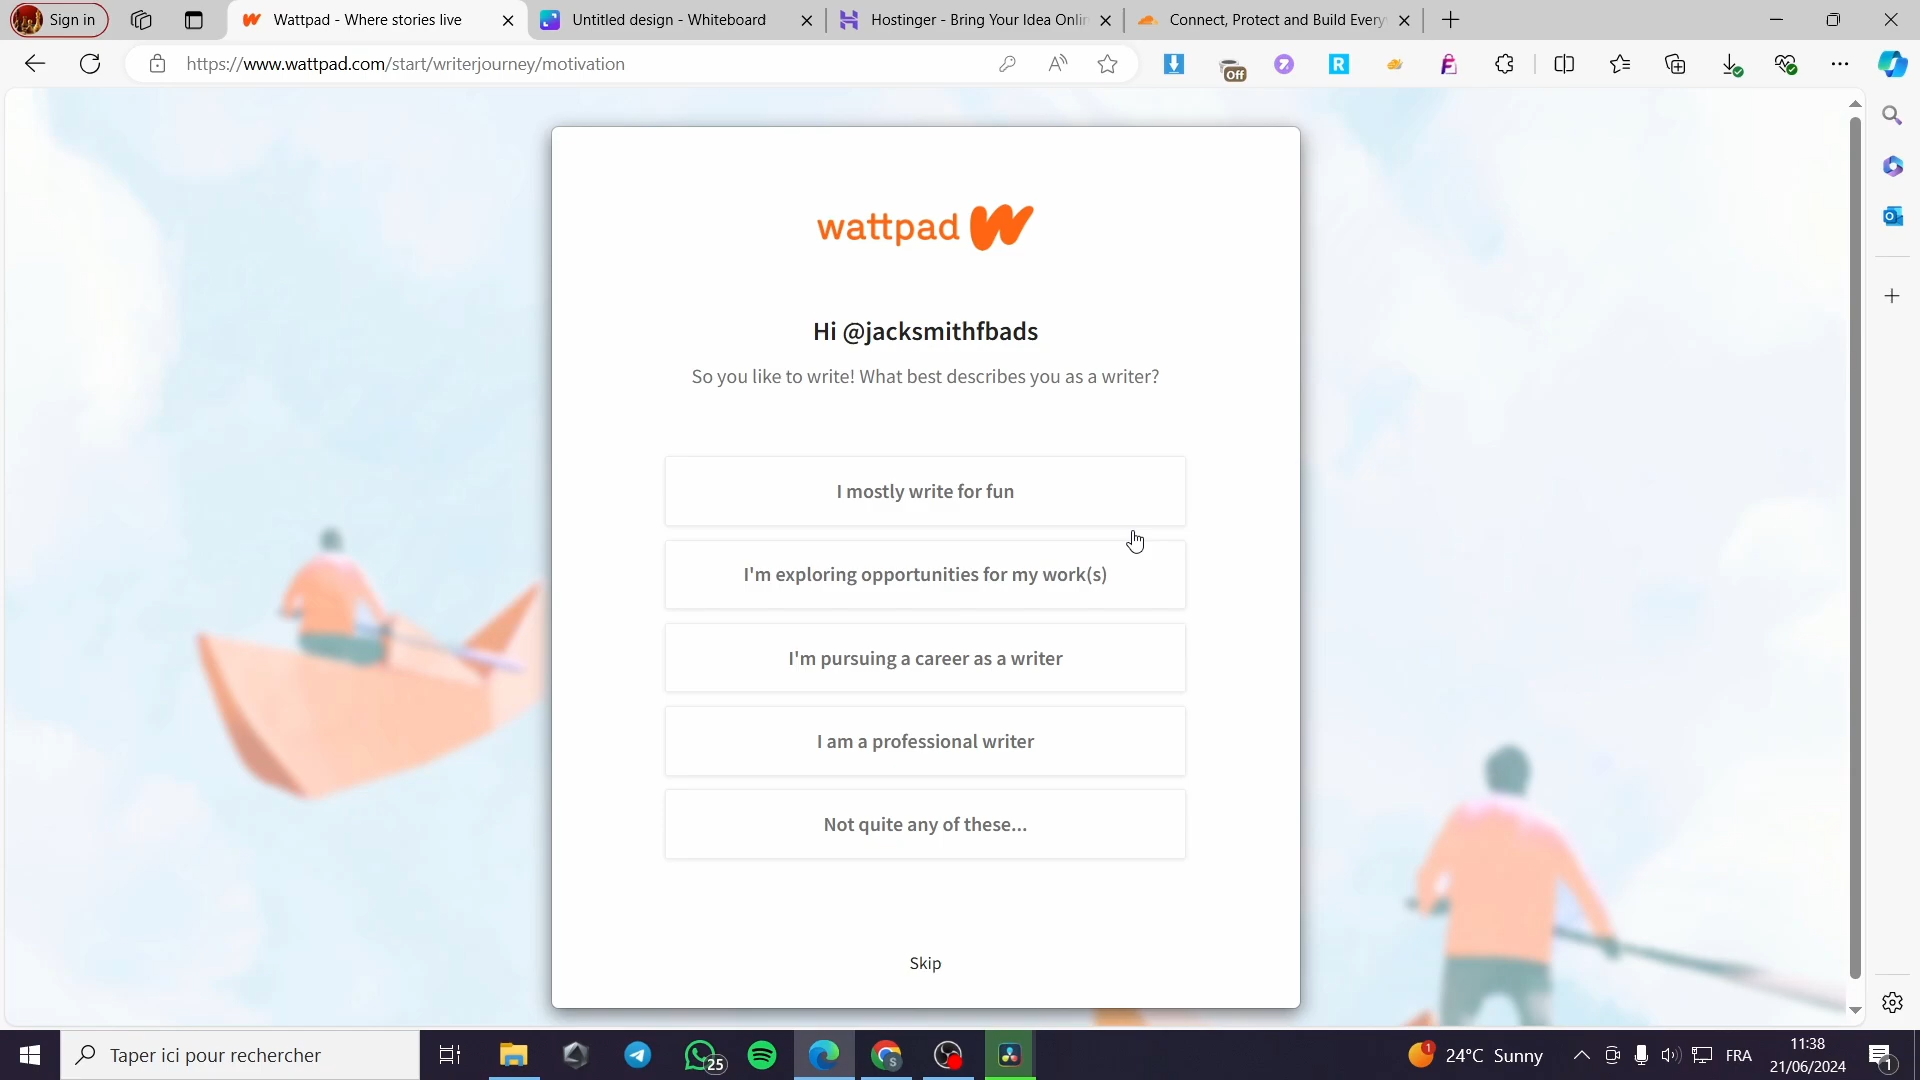 Sign in
Wattpad - Where stories live
Untitled design - Whiteboard
Hostinger - Bring Your Idea Onlin
Connect, Protect and Build Every
https://www.wattpad.com/start/writerjourney/motivation
Off
wattpad
Hi @jacksmithfbads
So you like to write! What best describes you as a writer?
I mostly write for fun
I'm exploring opportunities for my work(s)
I'm pursuing a career as a writer
I am a professional writer
Not quite any of these...
Skip
Taper ici pour rechercher
25
1
24°C Sunny
FRA
11:38
21/06/2024
1